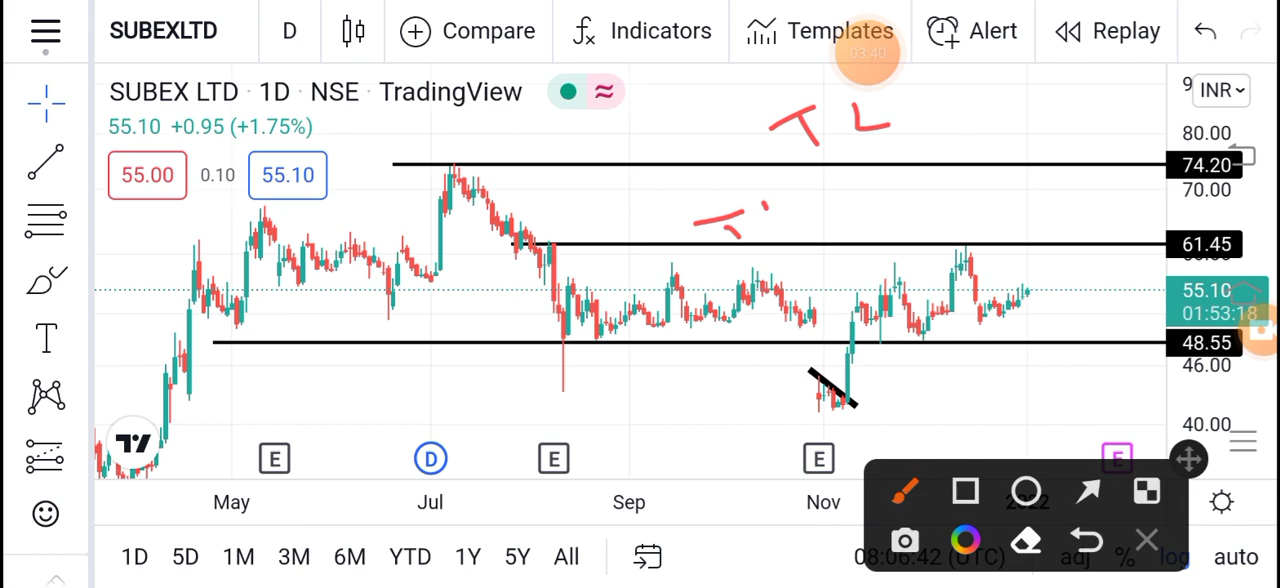 SUBEXLTD D Compare Indicators Templates Alert Replay
03:40
SUBEX LTD · 1D · NSE · TradingView
INR
55.10 +0.95 (+1.75%)
T L
80.00
55.00 0.10 55.10
74.20
70.00
61.45
55.10
01:53:18
48.55
46.00
40.00
E D E E E
May Jul Sep Nov 2022
1D 5D 1M 3M 6M YTD 1Y 5Y All 08:06:42 (UTC) adj % log auto